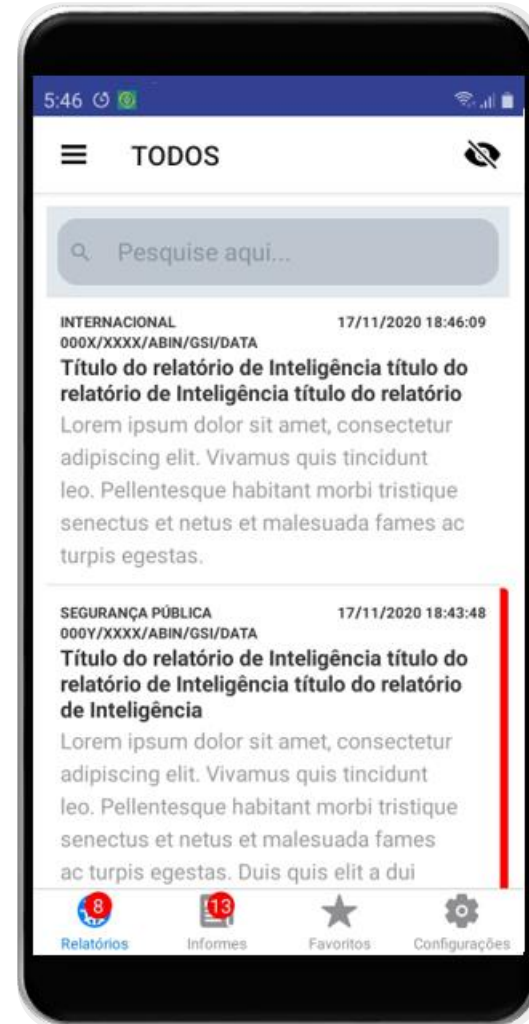 5:46
TODOS
Pesquise aqui...
INTERNACIONAL 17/11/2020 18:46:09
000X/XXXX/ABIN/GSI/DATA
Título do relatório de Inteligência título do
relatório de Inteligência título do relatório
Lorem ipsum dolor sit amet, consectetur
adipiscing elit. Vivamus quis tincidunt
leo. Pellentesque habitant morbi tristique
senectus et netus et malesuada fames ac
turpis egestas.
SEGURANÇA PÚBLICA 17/11/2020 18:43:48
000Y/XXXX/ABIN/GSI/DATA
Título do relatório de Inteligência título do
relatório de Inteligência título do relatório
de Inteligência
Lorem ipsum dolor sit amet, consectetur
adipiscing elit. Vivamus quis tincidunt
leo. Pellentesque habitant morbi tristique
senectus et netus et malesuada fames
ac turpis egestas. Duis quis elit a dui
8 13
Relatórios Informes Favoritos Configurações